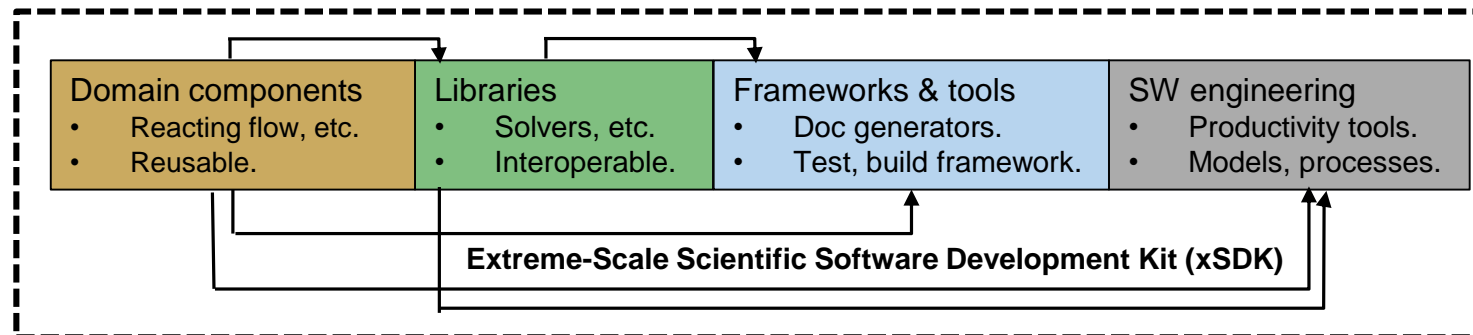 Domain components
• Reacting flow, etc.
• Reusable.
Libraries
• Solvers, etc.
• Interoperable.
Frameworks & tools
• Doc generators.
• Test, build framework.
SW engineering
• Productivity tools.
• Models, processes.
Extreme-Scale Scientific Software Development Kit (xSDK)